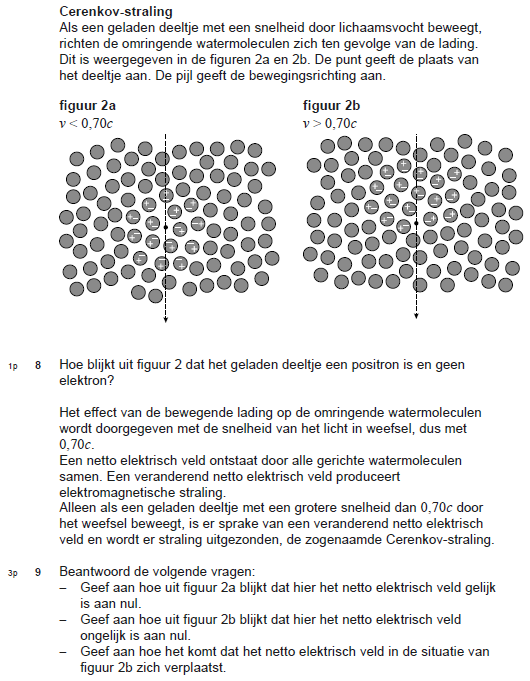 Cerenkov-straling
Als een geladen deeltje met een snelheid door lichaamsvocht beweegt,
richten de omringende watermoleculen zich ten gevolge van de lading.
Dit is weergegeven in de figuren 2a en 2b. De punt geeft de plaats van
het deeltje aan. De pijl geeft de bewegingsrichting aan.
figuur 2a
v < 0,70c
figuur 2b
v > 0,70c
1p 8 Hoe blijkt uit figuur 2 dat het geladen deeltje een positron is en geen
elektron?
Het effect van de bewegende lading op de omringende watermoleculen
wordt doorgegeven met de snelheid van het licht in weefsel, dus met
0,70c.
Een netto elektrisch veld ontstaat door alle gerichte watermoleculen
samen. Een veranderend netto elektrisch veld produceert
elektromagnetische straling.
Alleen als een geladen deeltje met een grotere snelheid dan 0,70c door
het weefsel beweegt, is er sprake van een veranderend netto elektrisch
veld en wordt er straling uitgezonden, de zogenaamde Cerenkov-straling.
3p 9 Beantwoord de volgende vragen:
– Geef aan hoe uit figuur 2a blijkt dat hier het netto elektrisch veld gelijk
is aan nul.
– Geef aan hoe uit figuur 2b blijkt dat hier het netto elektrisch veld
ongelijk is aan nul.
– Geef aan hoe het komt dat het netto elektrisch veld in de situatie van
figuur 2b zich verplaatst.